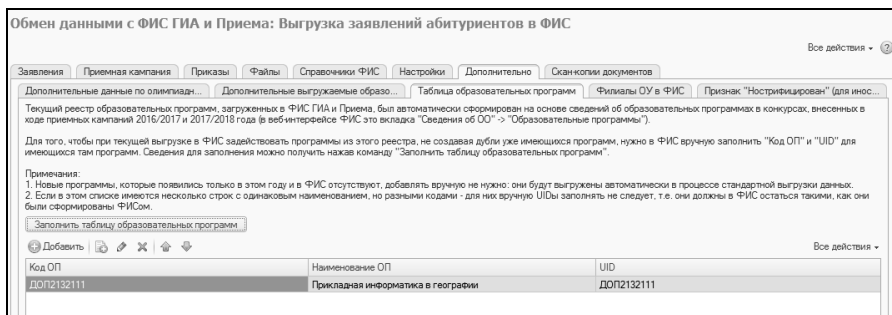 Обмен данными с ФИС ГИА и Приема: Выгрузка заявлений абитуриентов в ФИС
Все действия
Заявления Приемная кампания Приказы Файлы Справочники ФИС Настройки Дополнительно Скан-копии документов
Дополнительные данные по олимпиадн... Дополнительные выгружаемые образо... Таблица образовательных программ Филиалы ОУ в ФИС Признак "Нострифицирован" (для инос...
Текущий реестр образовательных программ, загруженных в ФИС ГИА и Приема, был автоматически сформирован на основе сведений об образовательных программах в конкурсах, внесенных в
ходе приемных кампаний 2016/2017 и 2017/2018 года (в веб-интерфейсе ФИС это вкладка "Сведения об ОО" -> "Образовательные программы").
Для того, чтобы при текущей выгрузке в ФИС задействовать программы из этого реестра, не создавая дубли уже имеющихся программ, нужно в ФИС вручную заполнить "Код ОП" и "UID" для
имеющихся там программ. Сведения для заполнения можно получить нажав команду "Заполнить таблицу образовательных программ".
Примечания:
1. Новые программы, которые появились только в этом году и в ФИС отсутствуют, добавлять вручную не нужно: они будут выгружены автоматически в процессе стандартной выгрузки данных.
2. Если в этом списке имеются несколько строк с одинаковым наименованием, но разными кодами - для них вручную UIDы заполнять не следует, т.е. они должны в ФИС остаться такими, как они
были сформированы ФИСом.
Заполнить таблицу образовательных программ
Добавить Все действия
Код ОП Наименование ОП UID
ДОП2132111 Прикладная информатика в географии ДОП2132111